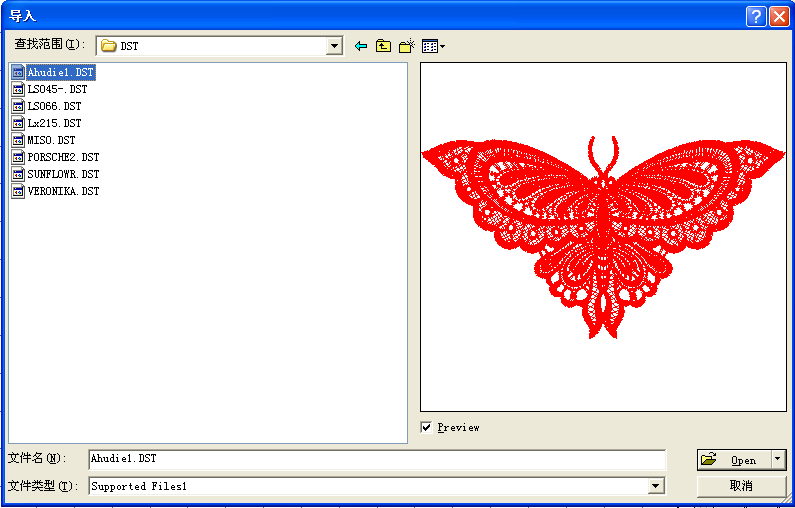 导入
查找范围(I):
DST
Ahudie1.DST
LS045-.DST
LS066.DST
Lx215.DST
MISO.DST
PORSCHE2.DST
SUNFLOWR.DST
VERONIKA.DST
Preview
文件名(N):
Ahudie1.DST
Open
文件类型(T):
Supported Files1
取消